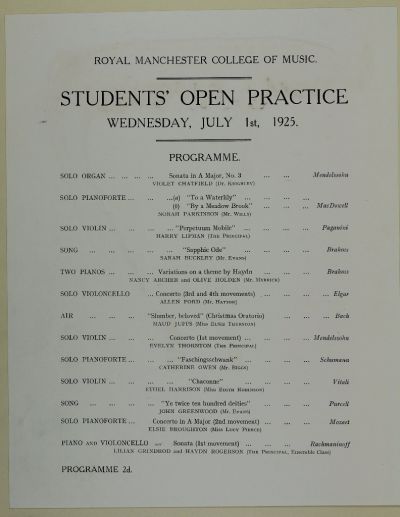 ROYAL MANCHESTER COLLEGE OF MUSIC.
STUDENTS' OPEN PRACTICE
WEDNESDAY, JULY 1st, 1925.
PROGRAMME.
SOLO ORGAN ... ... ... ... Sonata in A Major, No. 3 ... ... Mendelssohn
VIOLET CHATFIELD (Dr. Keighley)
SOLO PIANOFORTE ... ... ... (a) "To a Waterlily" ... ... ... ...
(b) "By a Meadow Brook" ... ... ... MacDowell
NORAH PARKINSON (Mr. Wells)
SOLO VIOLIN ... ... ... "Perpetuum Mobile" ... ... ... Paganini
HARRY LIPMAN (The Principal)
SONG ... ... ... ... "Sapphic Ode" ... ... ... Brahms
SARAH BUCKLEY (Mr. Evans)
TWO PIANOS ... ... Variations on a theme by Haydn ... ... ... Brahms
NANCY ARCHER and OLIVE HOLDEN (Mr. Merrick)
SOLO VIOLONCELLO ... Concerto (3rd and 4th movements) ... ... ... ... Elgar
ALLEN FORD (Mr. Hatton)
AIR ... ... ... "Slumber, beloved" (Christmas Oratorio) ... ... Bach
MAUD JUPPS (Miss Thomson)
SOLO VIOLIN ... ... ... Concerto (1st movement) ... ... ... Mendelssohn
EVELYN THORNTON (The Principal)
SOLO PIANOFORTE ... ... ... "Faschingsschwank" ... ... ... Schumann
CATHERINE OWEN (Mr. Biggs)
SOLO VIOLIN ... ... ... ... "Chaconne" ... ... ... ... Vitali
ETHEL HARRISON (Miss Edith Robinson)
SONG ... ... ... "Ye twice ten hundred deities" ... ... ... Purcell
JOHN GREENWOOD (Mr. Evans)
SOLO PIANOFORTE ... Concerto in A Major (2nd movement) ... ... ... Mozart
ELSIE BROUGHTON (Miss Lucy Pierce)
PIANO AND VIOLONCELLO ... Sonata (1st movement) ... ... ... Rachmaninoff
LILIAN GRINDROD and HAYDN ROGERSON (The Principal, Ensemble Class)
PROGRAMME 2d.